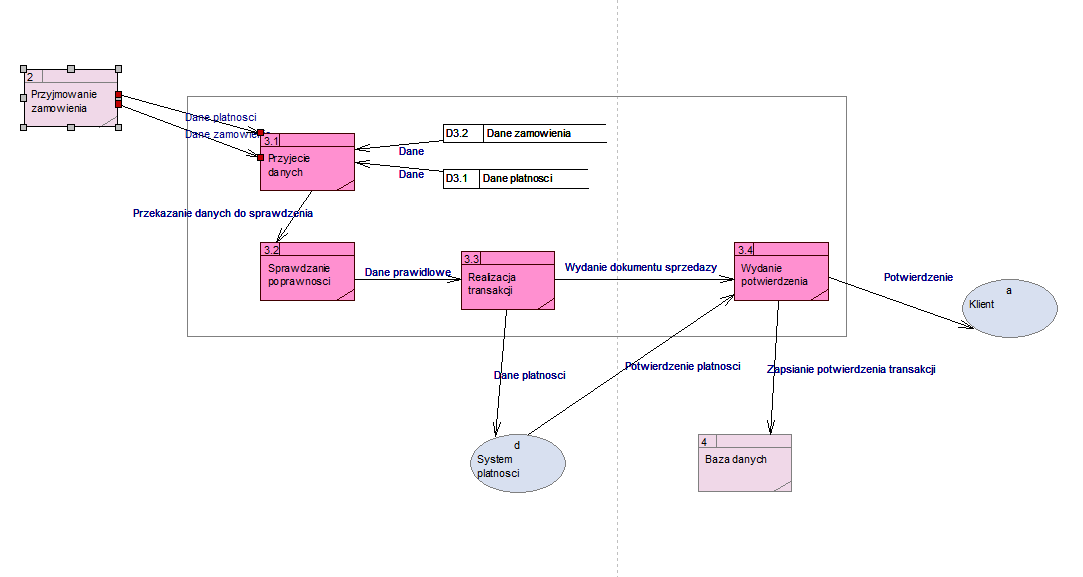 2
Przyjmowanie
zamowienia
Dane platnosci
Dane zamowienia
3.1
Przyjecie
danych
D3.2 Dane zamowienia
Dane
D3.1 Dane platnosci
Dane
Przekazanie danych do sprawdzenia
3.2
Sprawdzanie
poprawnosci
Dane prawidlowe
3.3
Realizacja
transakcji
Wydanie dokumentu sprzedazy
3.4
Wydanie
potwierdzenia
Potwierdzenie
a
Klient
Dane platnosci
Potwierdzenie platnosci
Zapsianie potwierdzenia transakcji
d
System
platnosci
4
Baza danych